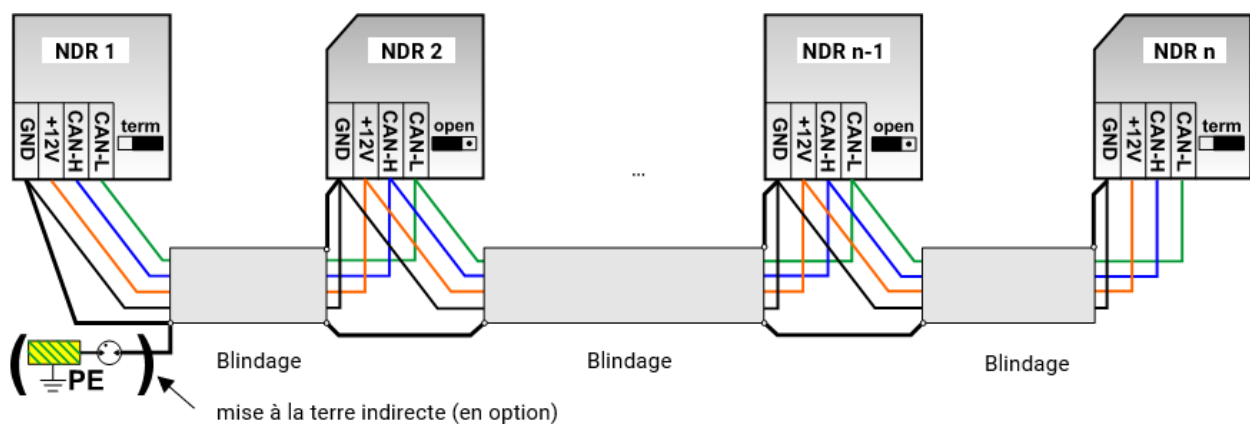 NDR 1
NDR 2
NDR n-1
NDR n
GND
+12V
CAN-H
CAN-L
term
GND
+12V
CAN-H
CAN-L
open
...
GND
+12V
CAN-H
CAN-L
open
GND
+12V
CAN-H
CAN-L
term
( PE )
Blindage
Blindage
Blindage
mise à la terre indirecte (en option)